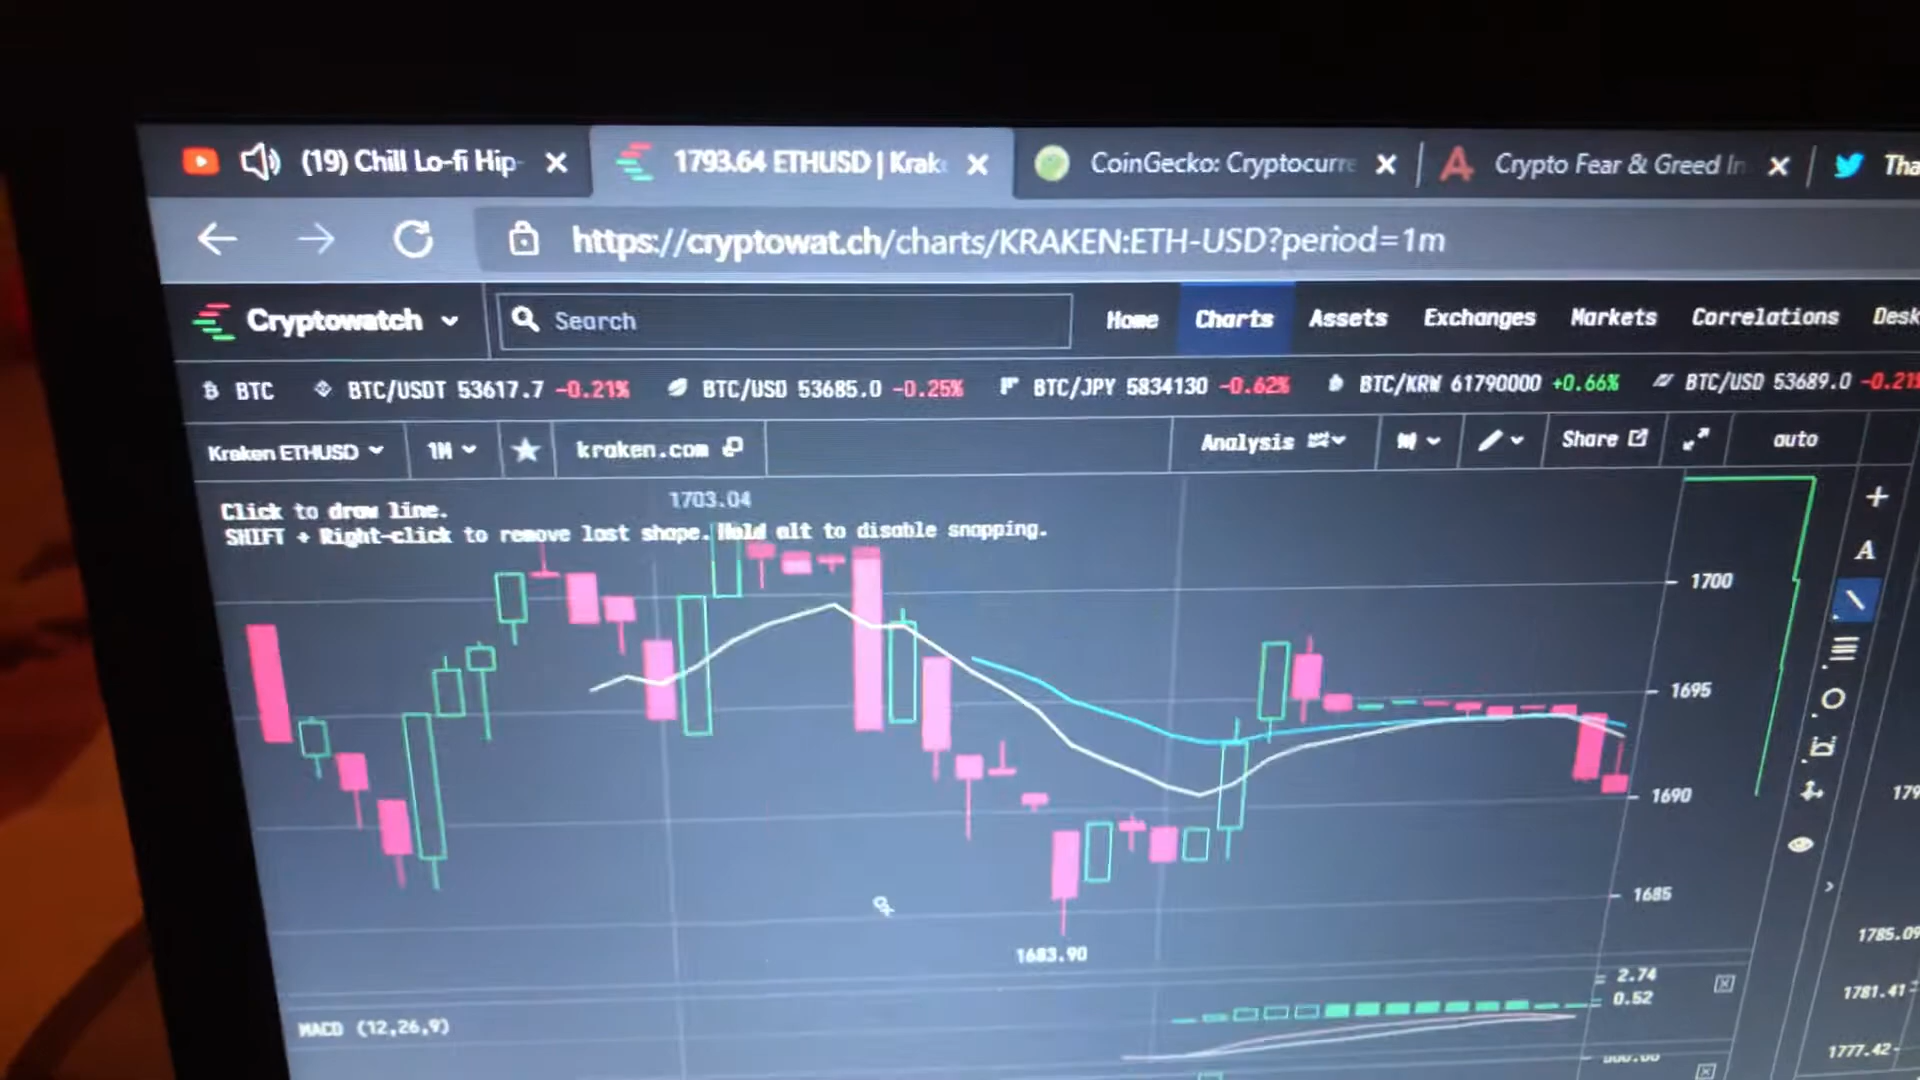 (19) Chill Lo-fi Hip- 1793.64 ETHUSD | Krak CoinGecko: Cryptocurre Crypto Fear & Greed In Tha
https://cryptowat.ch/charts/KRAKEN:ETH-USD?period=1m
Cryptowatch Search Home Charts Assets Exchanges Markets Correlations Desk
BTC BTC/USDT 53617.7 -0.21% BTC/USD 53685.0 -0.25% BTC/JPY 5834130 -0.62% BTC/KRW 61790000 +0.66% BTC/USD 53689.0 -0.21%
Kraken ETHUSD 1M kraken.com Analysis Share auto
1703.04
Click to draw line.
SHIFT + Right-click to remove last shape. Hold alt to disable snapping.
A
1700
1695
1690
179
1685
1785.09
1683.90
2.74
0.52
1781.41
MACD (12,26,9)
1777.42